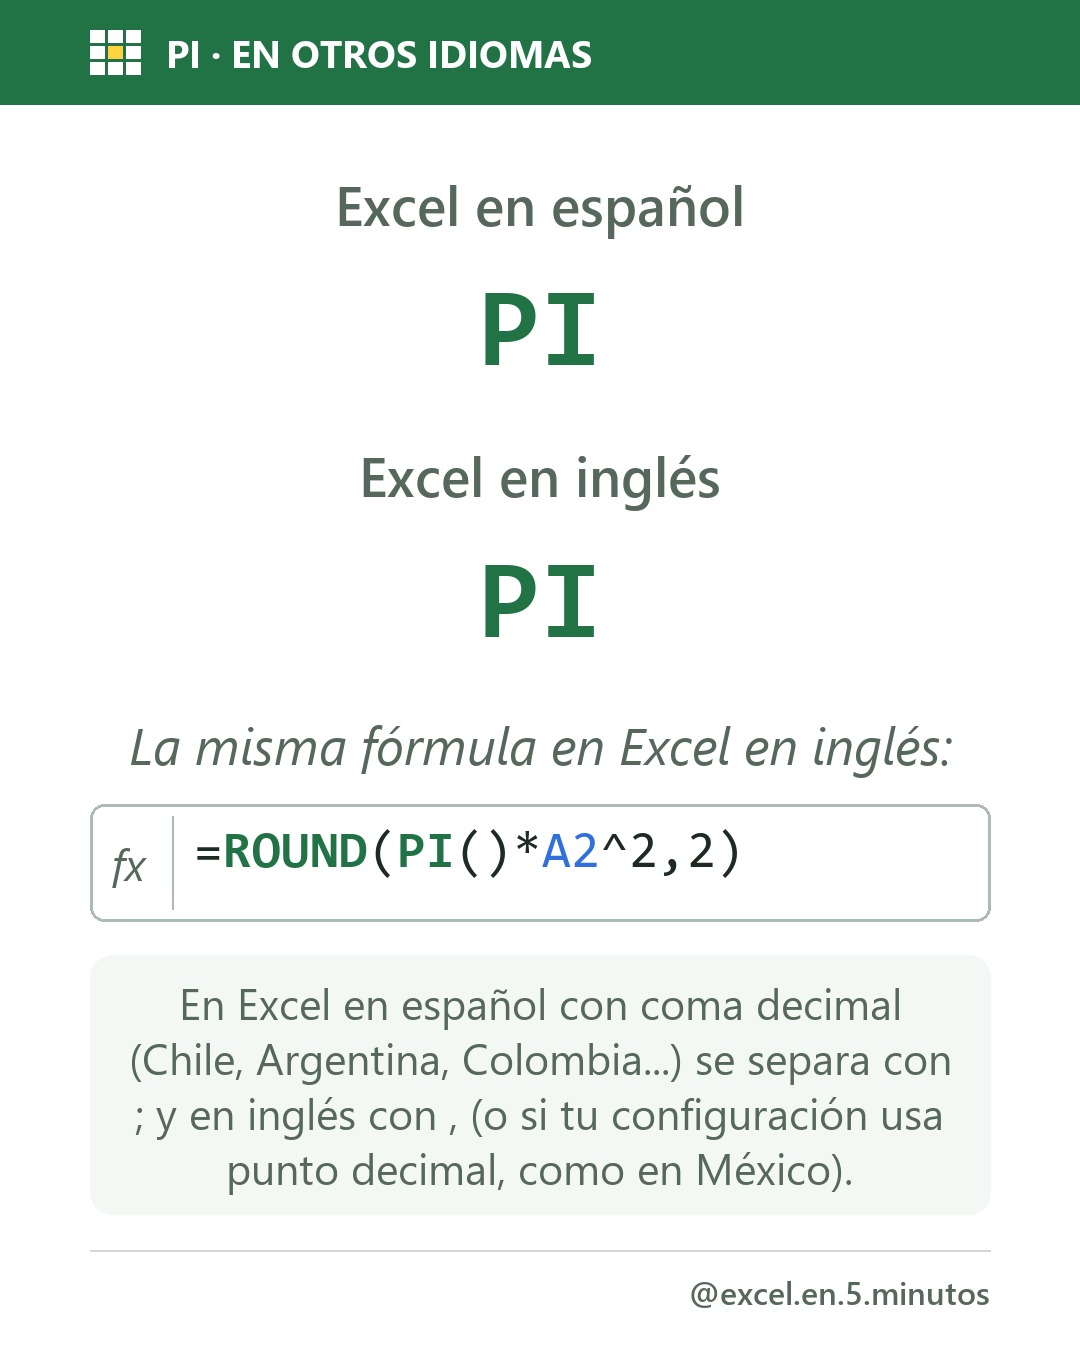 PI · EN OTROS IDIOMAS
Excel en español
PI
Excel en inglés
PI
La misma fórmula en Excel en inglés:
fx =ROUND(PI()*A2^2,2)
En Excel en español con coma decimal
(Chile, Argentina, Colombia...) se separa con
; y en inglés con , (o si tu configuración usa
punto decimal, como en México).
@excel.en.5.minutos